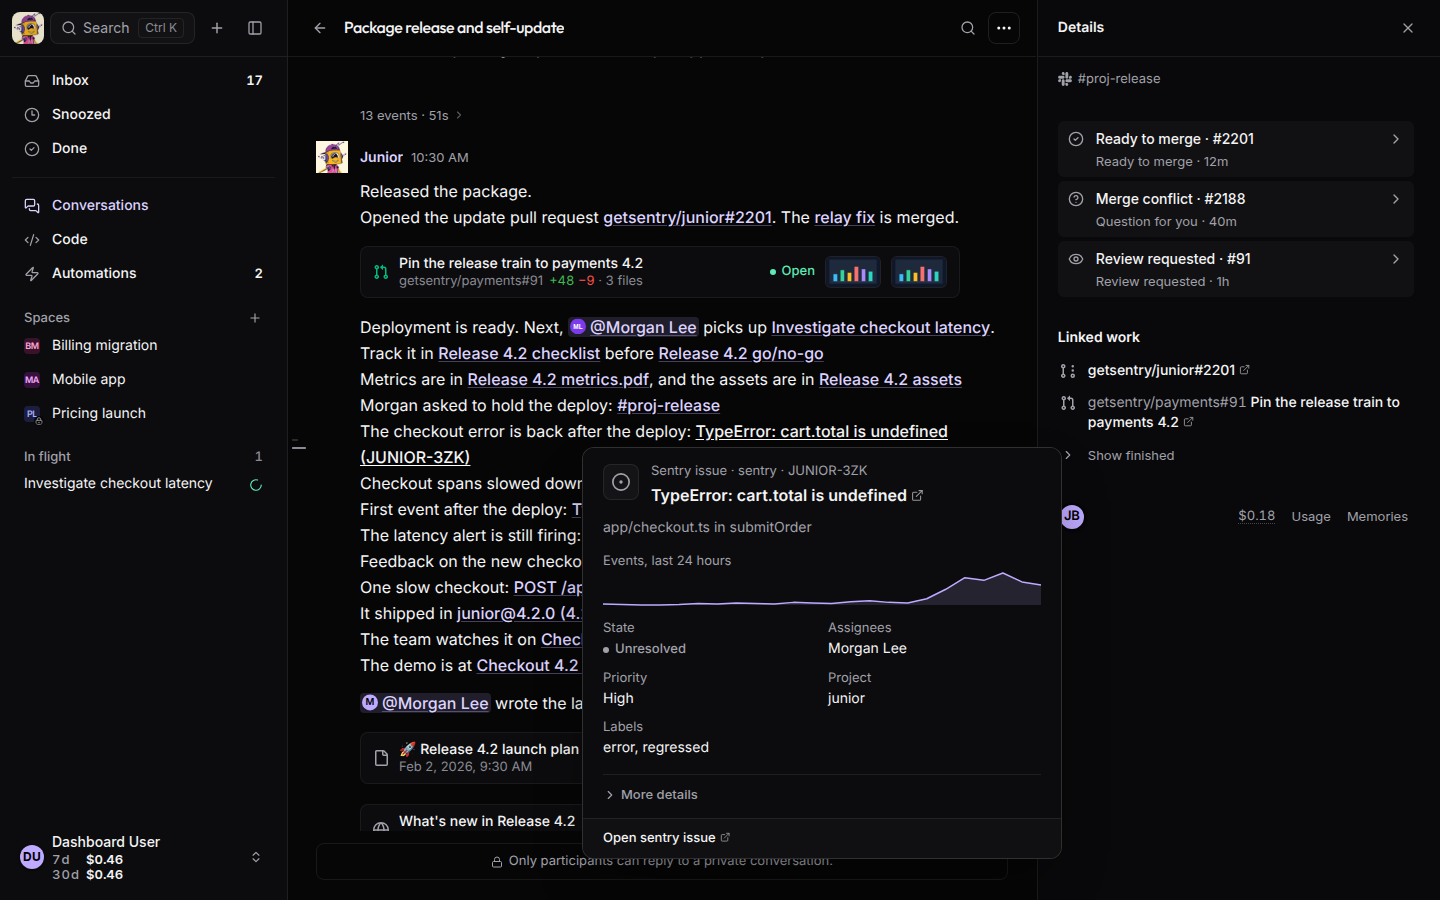 Search Ctrl K
Inbox 17
Snoozed
Done
Conversations
Code
Automations 2
Spaces
BM Billing migration
MA Mobile app
PL Pricing launch
In flight 1
Investigate checkout latency
DU Dashboard User
7d $0.46
30d $0.46
Package release and self-update
13 events · 51s
Junior 10:30 AM
Released the package.
Opened the update pull request getsentry/junior#2201. The relay fix is merged.
Pin the release train to payments 4.2
getsentry/payments#91 +48 −9 · 3 files
Open
Deployment is ready. Next, ML @Morgan Lee picks up Investigate checkout latency.
Track it in Release 4.2 checklist before Release 4.2 go/no-go
Metrics are in Release 4.2 metrics.pdf, and the assets are in Release 4.2 assets
Morgan asked to hold the deploy: #proj-release
The checkout error is back after the deploy: TypeError: cart.total is undefined
(JUNIOR-3ZK)
Checkout spans slowed down
First event after the deploy: T
The latency alert is still firing:
Feedback on the new checko
One slow checkout: POST /ap
It shipped in junior@4.2.0 (4.
The team watches it on Chec
The demo is at Checkout 4.2
M @Morgan Lee wrote the la
🚀 Release 4.2 launch plan
Feb 2, 2026, 9:30 AM
What's new in Release 4.2
Only participants can reply to a private conversation.
Sentry issue · sentry · JUNIOR-3ZK
TypeError: cart.total is undefined
app/checkout.ts in submitOrder
Events, last 24 hours
State Assignees
Unresolved Morgan Lee
Priority Project
High junior
Labels
error, regressed
More details
Open sentry issue
Details
#proj-release
Ready to merge · #2201
Ready to merge · 12m
Merge conflict · #2188
Question for you · 40m
Review requested · #91
Review requested · 1h
Linked work
getsentry/junior#2201
getsentry/payments#91 Pin the release train to
payments 4.2
Show finished
JB $0.18 Usage Memories